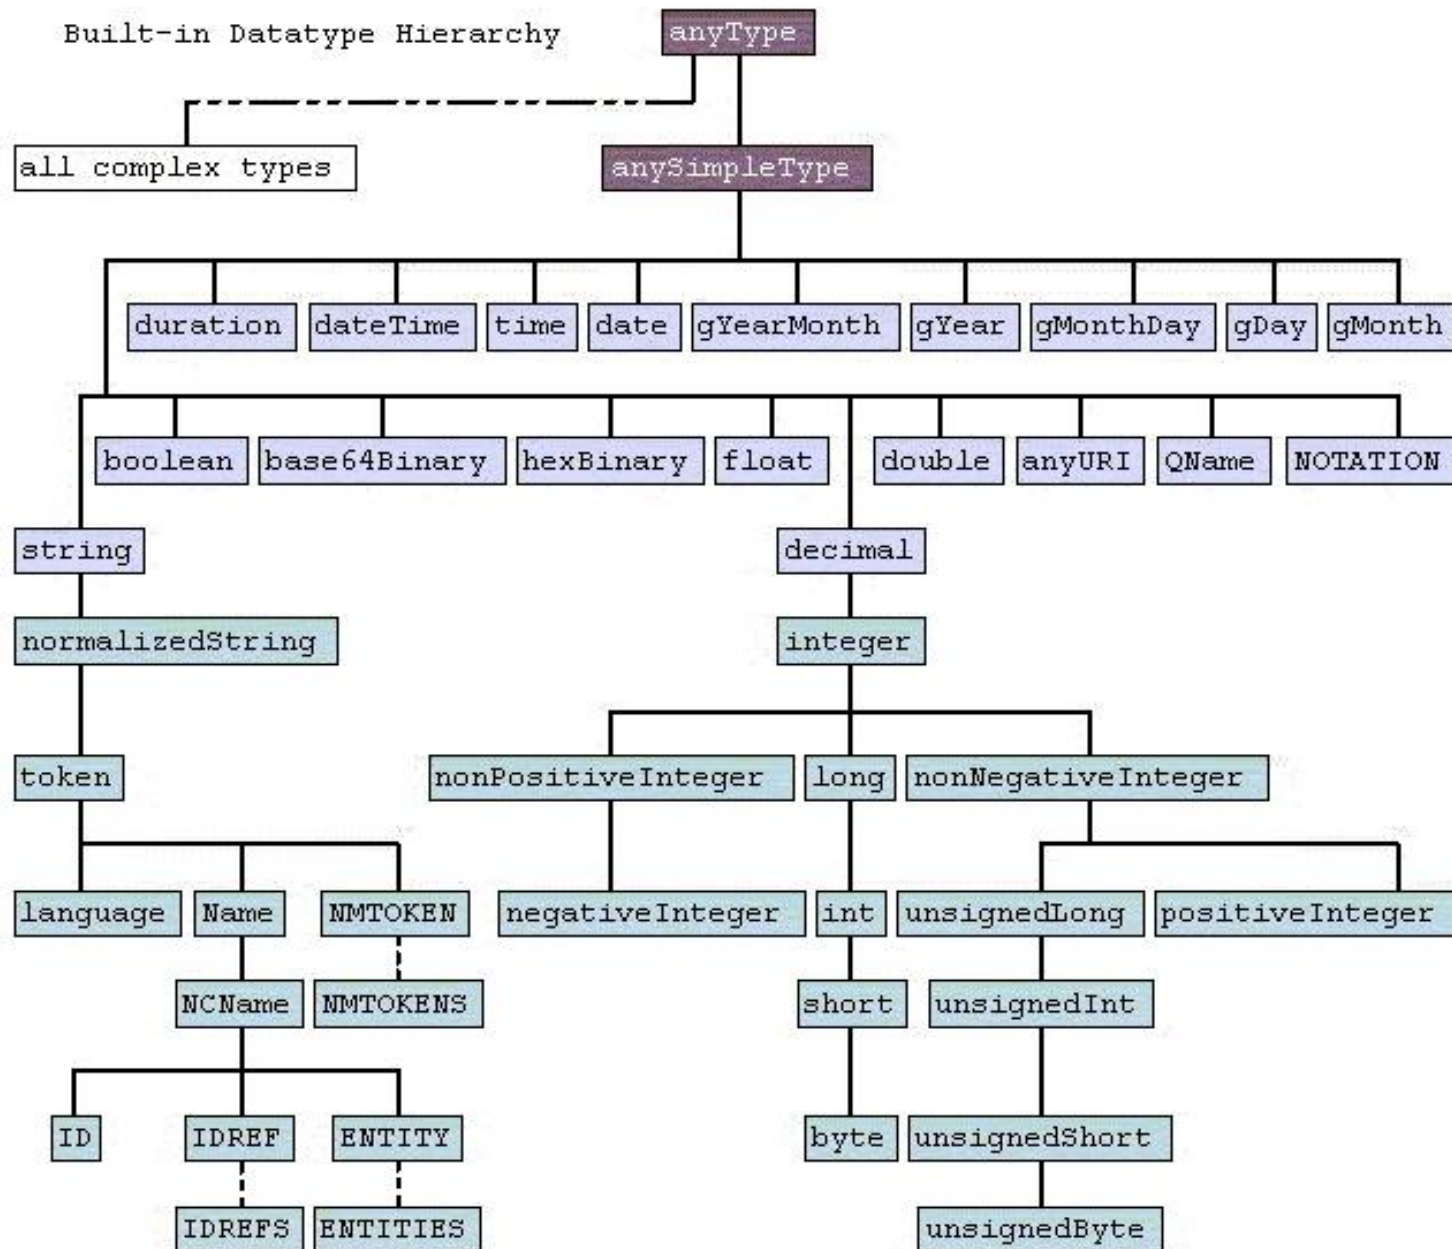 Built-in Datatype Hierarchy
anyType
all complex types
anySimpleType
duration
dateTime
time
date
gYearMonth
gYear
gMonthDay
gDay
gMonth
boolean
base64Binary
hexBinary
float
double
anyURI
QName
NOTATION
string
decimal
normalizedString
integer
token
nonPositiveInteger
long
nonNegativeInteger
language
Name
NMTOKEN
negativeInteger
int
unsignedLong
positiveInteger
NCName
NMTOKENS
short
unsignedInt
ID
IDREF
ENTITY
byte
unsignedShort
IDREFS
ENTITIES
unsignedByte